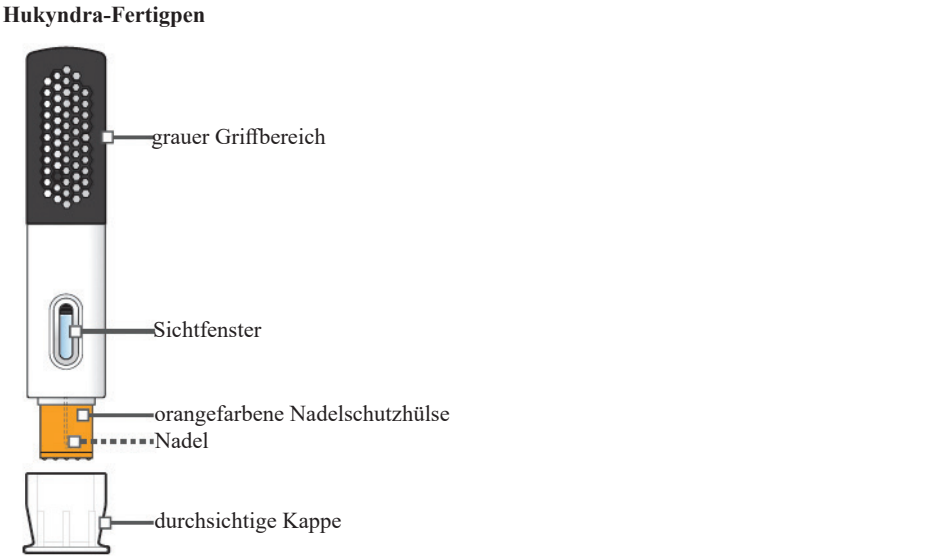 Hukyndra-Fertigpen
grauer Griffbereich
Sichtfenster
orangefarbene Nadelschutzhülse
Nadel
durchsichtige Kappe